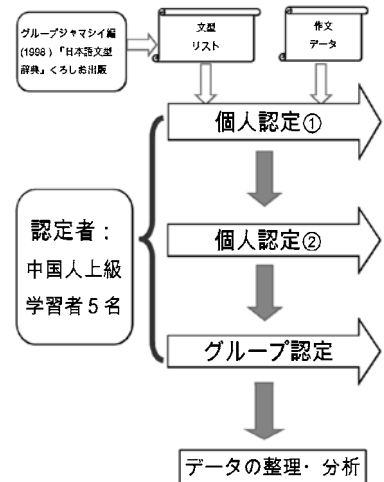 グループジャマシイ編
(1998)「日本語文型
辞典」くろしお出版
文型
リスト
作文
データ
個人認定①
認定者：
中国人上級
学習者5名
個人認定②
グループ認定
データの整理・分析